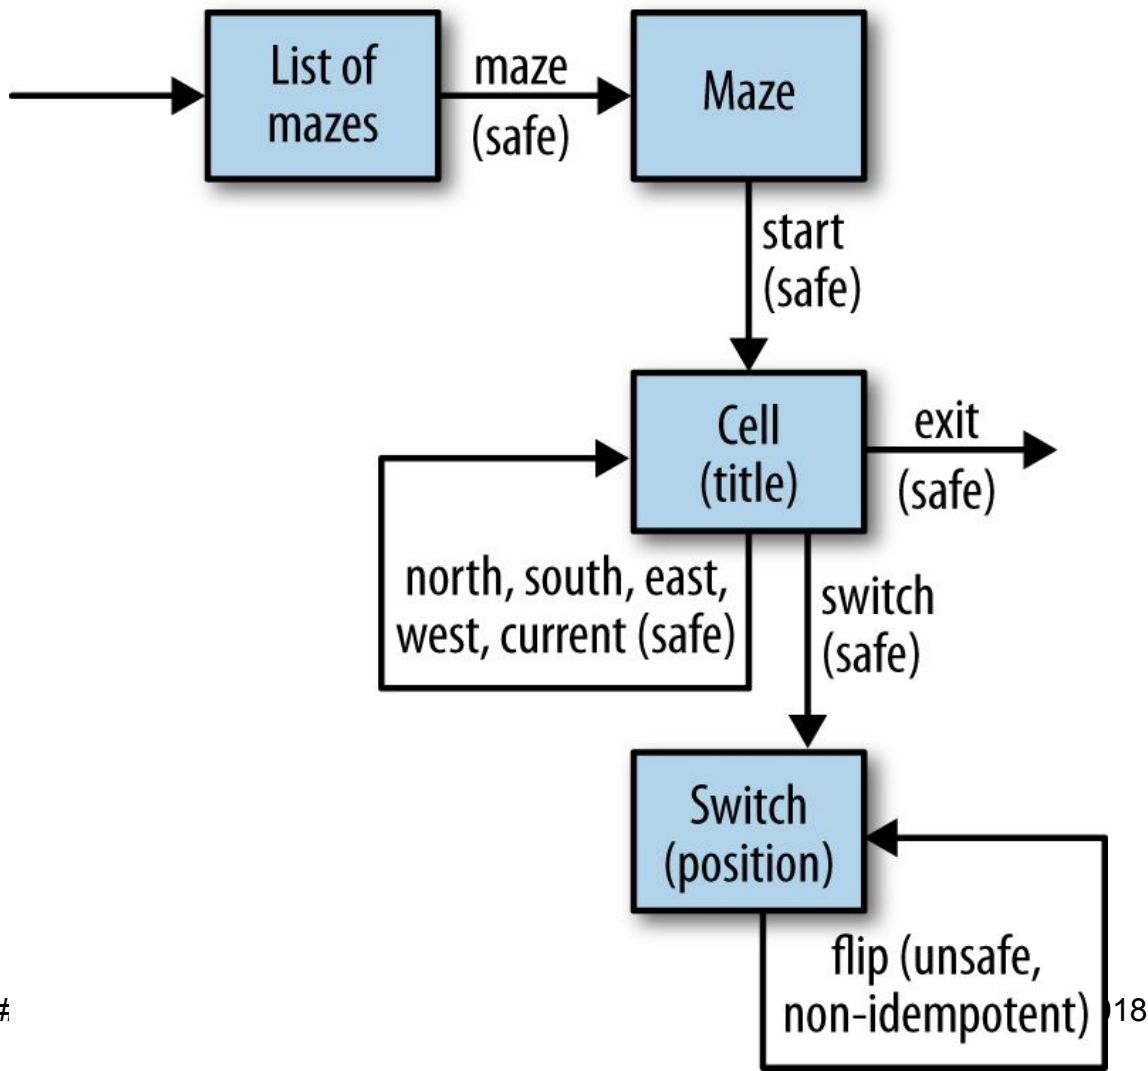 List of
mazes
maze
(safe)
Maze
start
(safe)
Cell
(title)
exit
(safe)
north, south, east,
west, current (safe)
switch
(safe)
Switch
(position)
flip (unsafe,
non-idempotent)
#
18